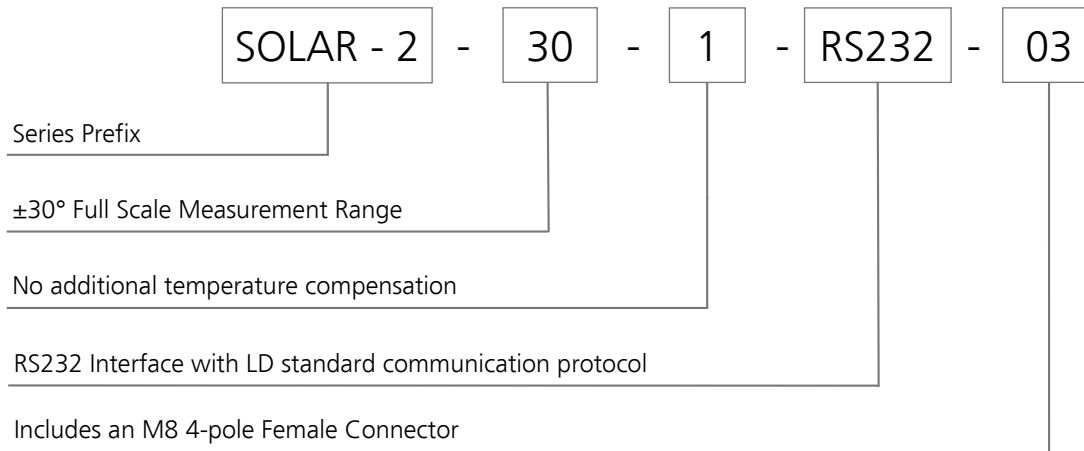 SOLAR - 2 - 30 - 1 - RS232 - 03
Series Prefix
±30° Full Scale Measurement Range
No additional temperature compensation
RS232 Interface with LD standard communication protocol
Includes an M8 4-pole Female Connector